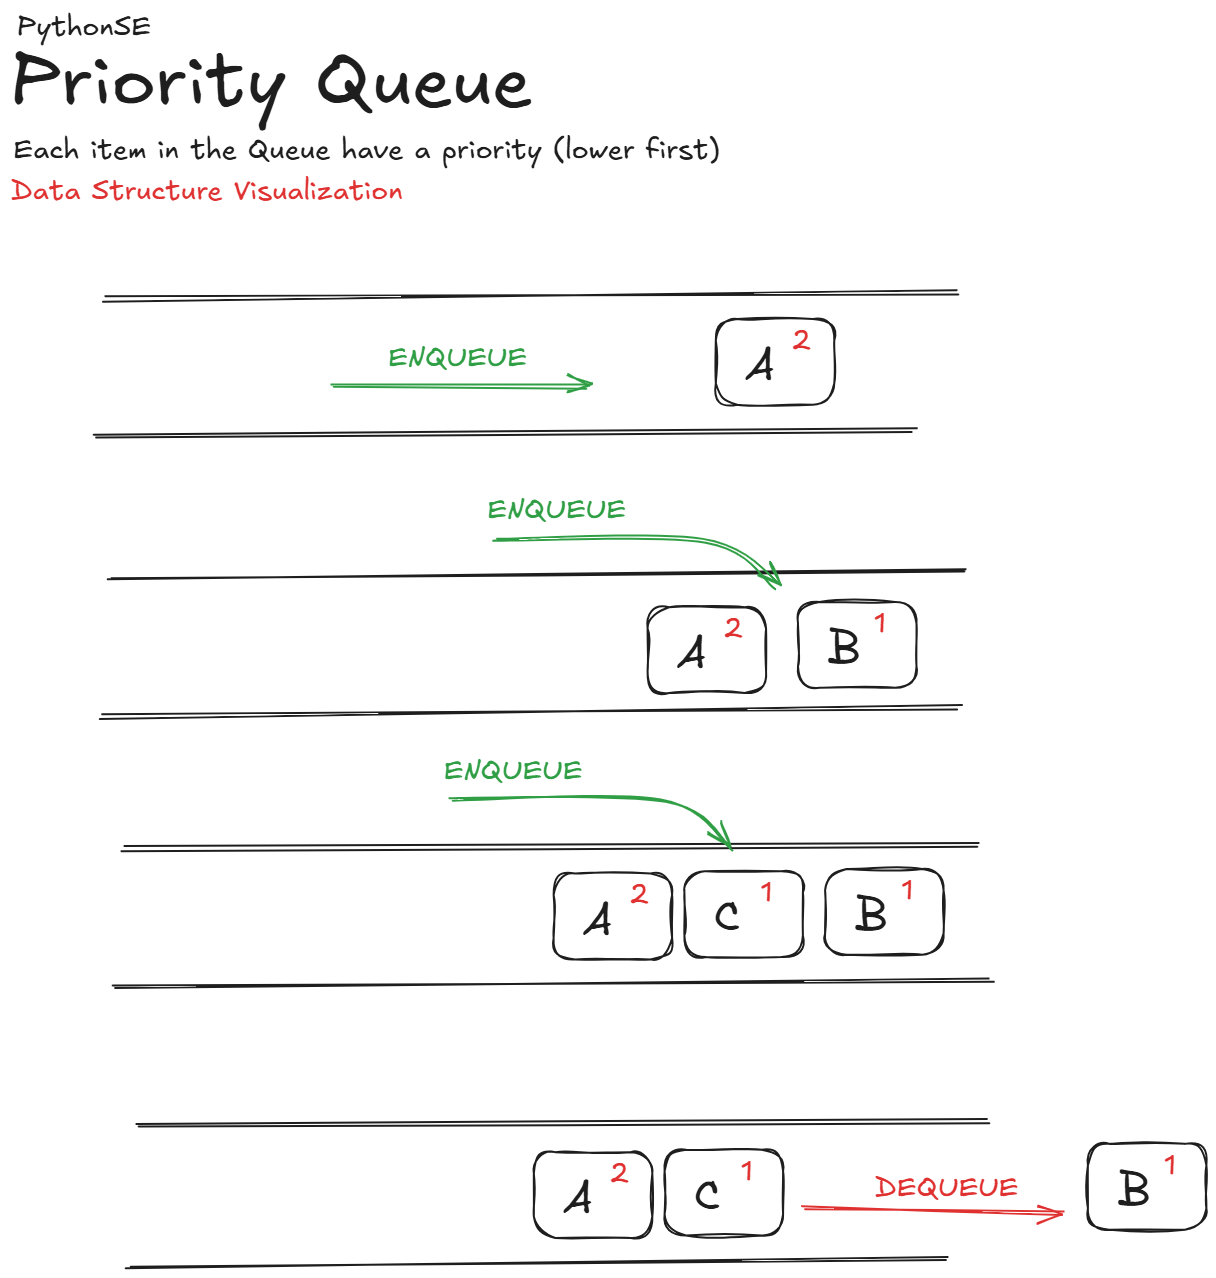 PythonSE
Priority Queue
Each item in the Queue have a priority (lower first)
Data Structure Visualization
ENQUEUE
A 2
ENQUEUE
A 2
B 1
ENQUEUE
A 2
C 1
B 1
A 2
C 1
DEQUEUE
B 1